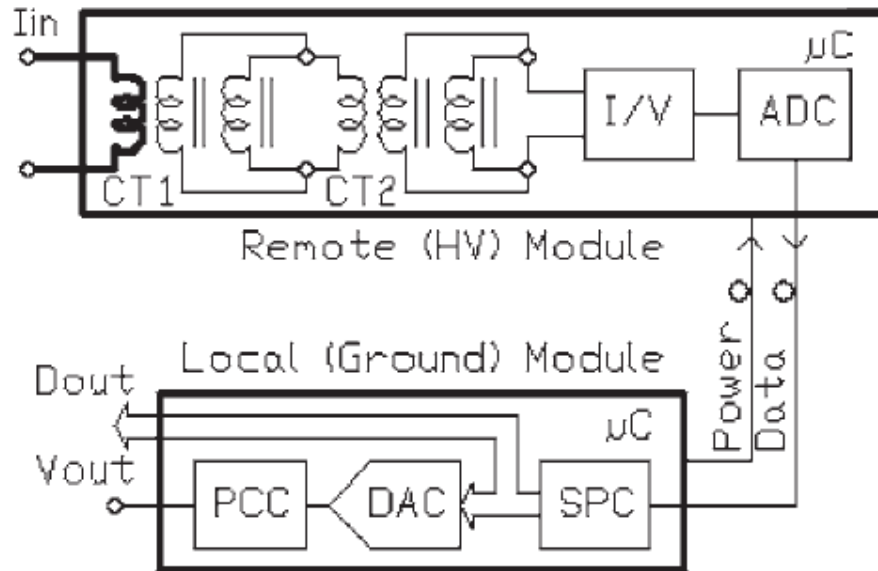 Iin
μC
I/V
ADC
CT1
CT2
Remote (HV) Module
Power
Data
Local (Ground) Module
Dout
μC
Vout
PCC
DAC
SPC